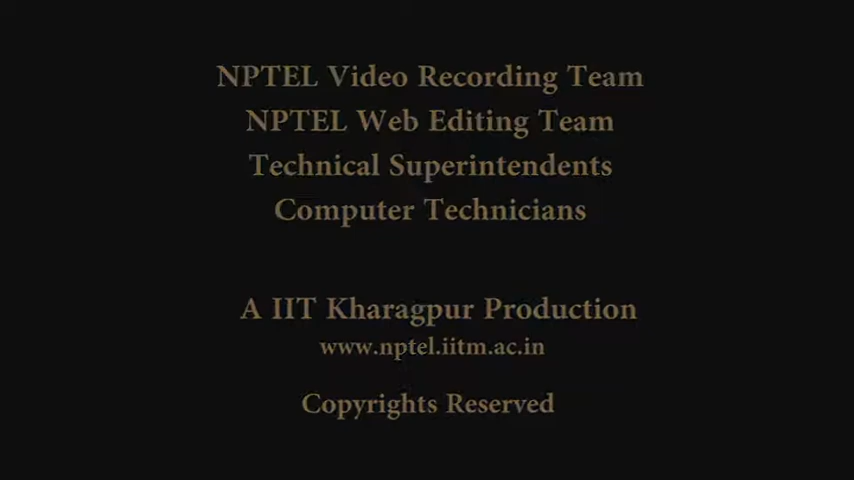 NPTEL Video Recording Team
NPTEL Web Editing Team
Technical Superintendents
Computer Technicians
A IIT Kharagpur Production
www.nptel.iitm.ac.in
Copyrights Reserved